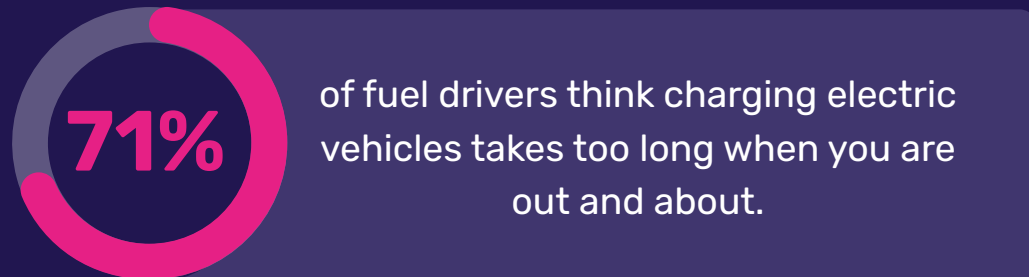 71%
of fuel drivers think charging electric
vehicles takes too long when you are
out and about.